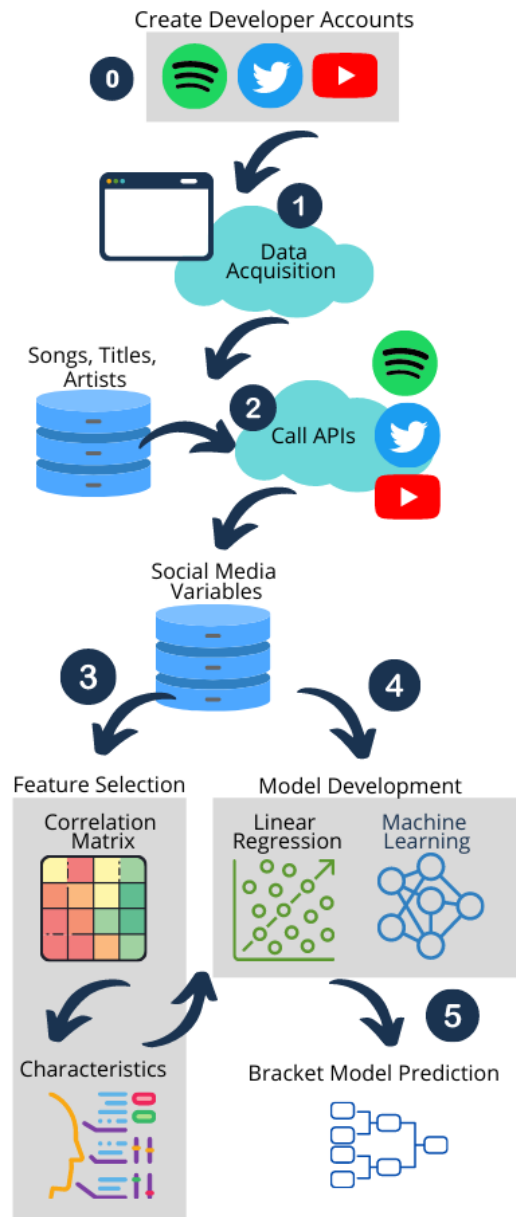 Create Developer Accounts
0
1
Data
Acquisition
Songs, Titles,
Artists
2
Call APIs
Social Media
Variables
3
4
Feature Selection
Model Development
Correlation
Matrix
Linear
Regression
Machine
Learning
5
Characteristics
Bracket Model Prediction